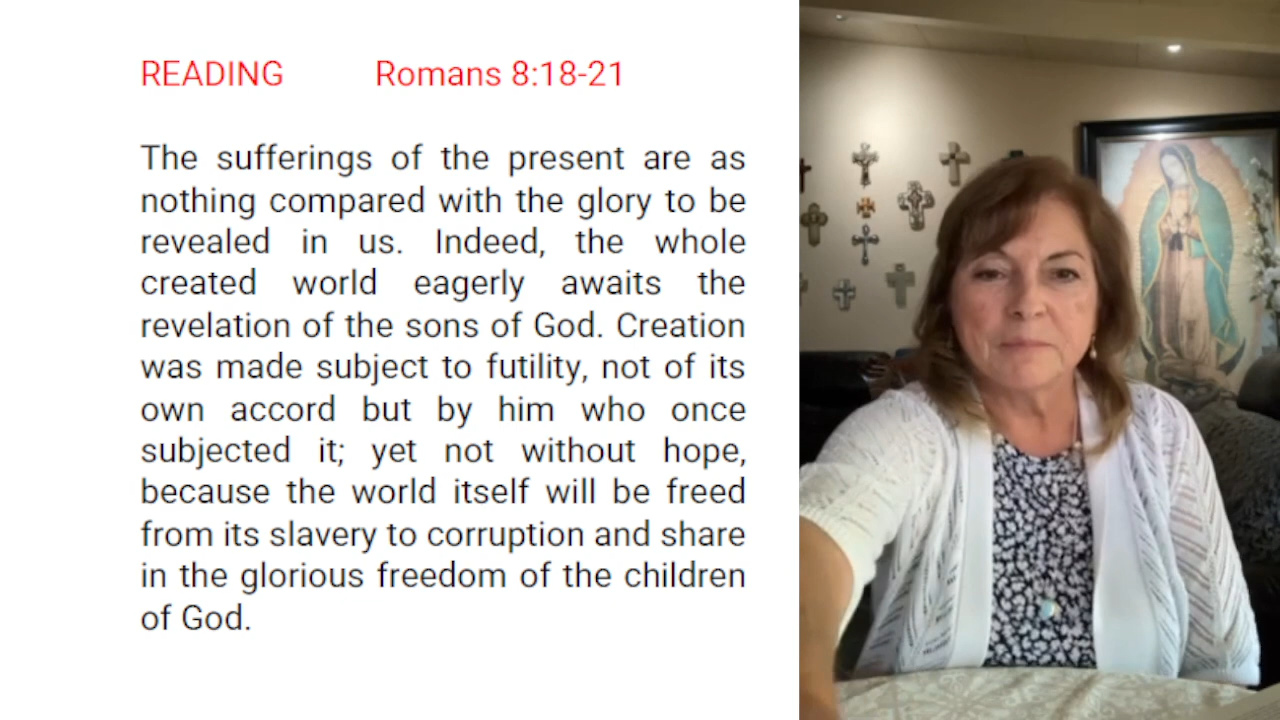 READING Romans 8:18-21
The sufferings of the present are as
nothing compared with the glory to be
revealed in us. Indeed, the whole
created world eagerly awaits the
revelation of the sons of God. Creation
was made subject to futility, not of its
own accord but by him who once
subjected it; yet not without hope,
because the world itself will be freed
from its slavery to corruption and share
in the glorious freedom of the children
of God.